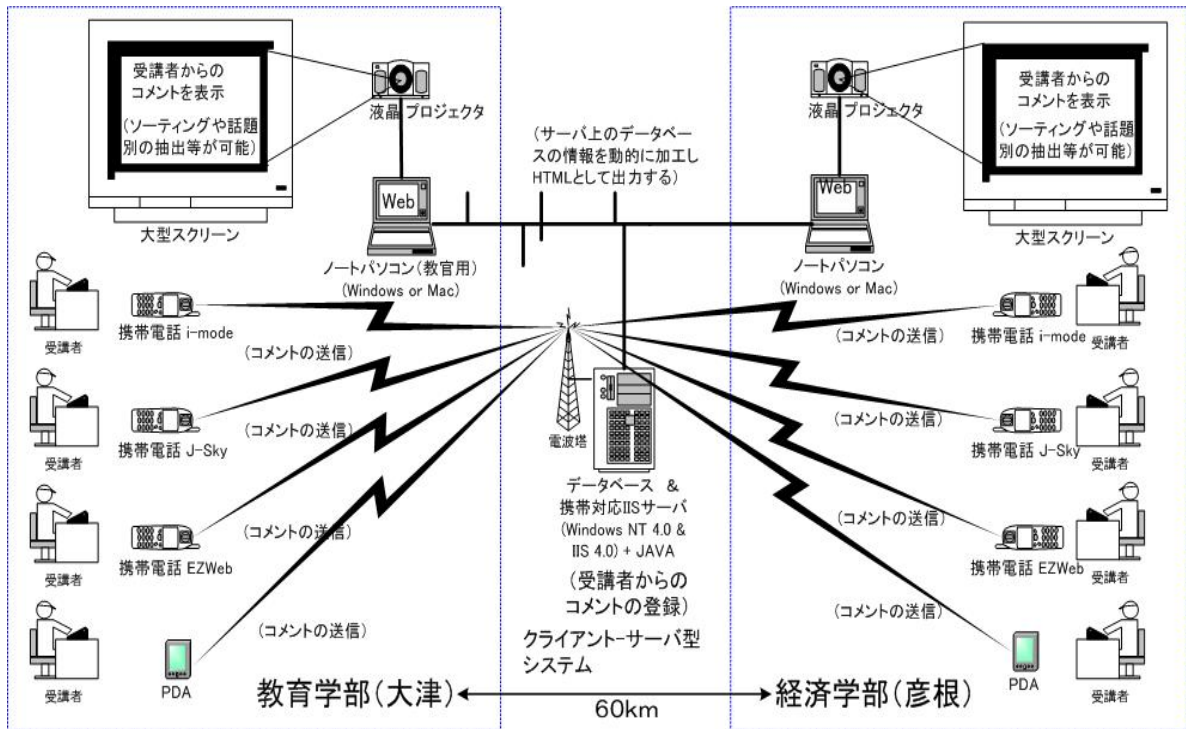 受講者からの
コメントを表示
(ソーティングや話題
別の抽出等が可能)
大型スクリーン
液晶 プロジェクタ
Web
ノートパソコン(教官用)
(Windows or Mac)
(サーバ上のデータベー
スの情報を動的に加工し
HTMLとして出力する)
液晶 プロジェクタ
Web
ノートパソコン
(Windows or Mac)
受講者からの
コメントを表示
(ソーティングや話題
別の抽出等が可能)
大型スクリーン
受講者
携帯電話 i-mode
(コメントの送信)
受講者
携帯電話 J-Sky
(コメントの送信)
受講者
携帯電話 EZWeb
(コメントの送信)
受講者
PDA
(コメントの送信)
電波塔
データベース &
携帯対応IISサーバ
(Windows NT 4.0 &
IIS 4.0) + JAVA
(受講者からの
コメントの登録)
クライアント-サーバ型
システム
(コメントの送信)
携帯電話 i-mode
受講者
(コメントの送信)
携帯電話 J-Sky
受講者
(コメントの送信)
携帯電話 EZWeb
受講者
(コメントの送信)
PDA
受講者
教育学部(大津)
60km
経済学部(彦根)